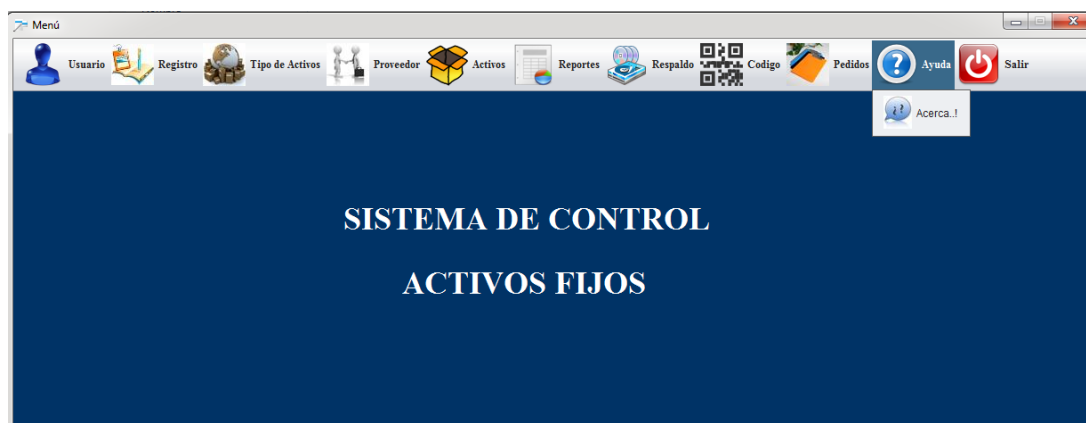 Menú
Usuario Registro Tipo de Activos Proveedor Activos Reportes Respaldo Codigo Pedidos Ayuda Salir
Acerca..!
SISTEMA DE CONTROL
ACTIVOS FIJOS